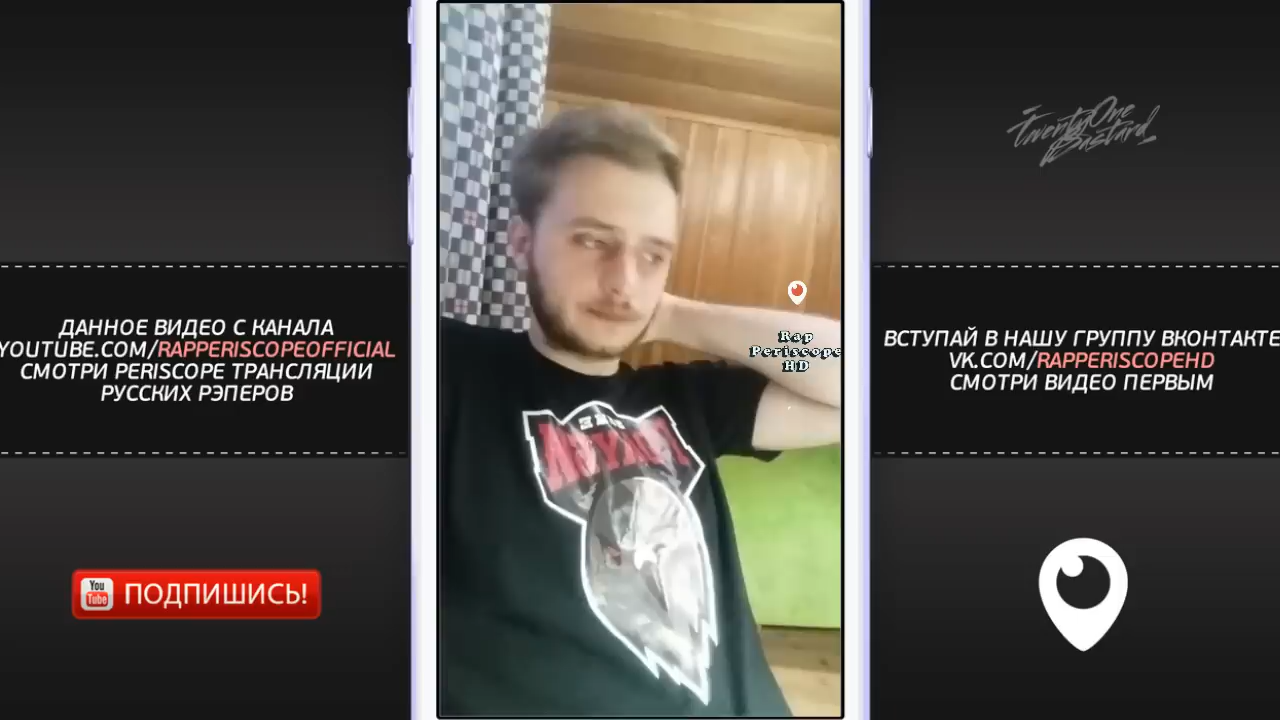 ДАННОЕ ВИДЕО С КАНАЛА
YOUTUBE.COM/RAPPERISCOPEOFFICIAL
СМОТРИ PERISCOPE ТРАНСЛЯЦИИ
РУССКИХ РЭПЕРОВ
You
Tube
ПОДПИШИСЬ!
Rap
Periscope
HD
TwentyOne
Bastard
ВСТУПАЙ В НАШУ ГРУППУ ВКОНТАКТЕ
VK.COM/RAPPERISCOPEHD
СМОТРИ ВИДЕО ПЕРВЫМ